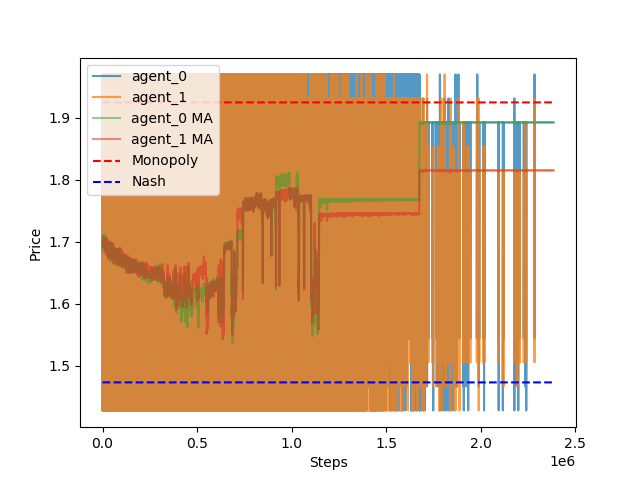 agent_0
agent_1
agent_0 MA
agent_1 MA
Monopoly
Nash
Price
1.9
1.8
1.7
1.6
1.5
0.0 0.5 1.0 1.5 2.0 2.5
Steps
1e6